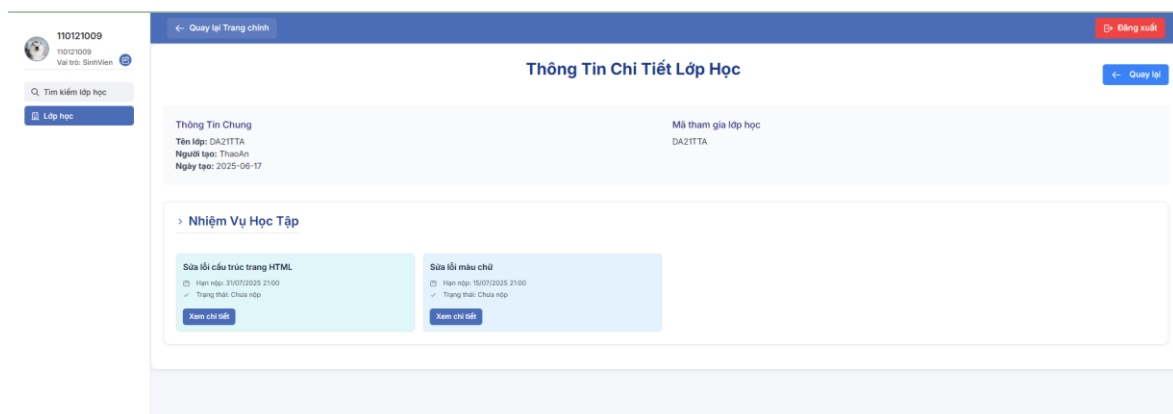 110121009
110121009
Vai trò: SinhVien
Tìm kiếm lớp học
Lớp học
← Quay lại Trang chính
Đăng xuất
Thông Tin Chi Tiết Lớp Học
← Quay lại
Thông Tin Chung
Tên lớp: DA21TTA
Người tạo: ThaoAn
Ngày tạo: 2025-06-17
Mã tham gia lớp học
DA21TTA
> Nhiệm Vụ Học Tập
Sửa lỗi cấu trúc trang HTML
Hạn nộp: 31/07/2025 21:00
Trạng thái: Chưa nộp
Xem chi tiết
Sửa lỗi màu chữ
Hạn nộp: 15/07/2025 21:00
Trạng thái: Chưa nộp
Xem chi tiết